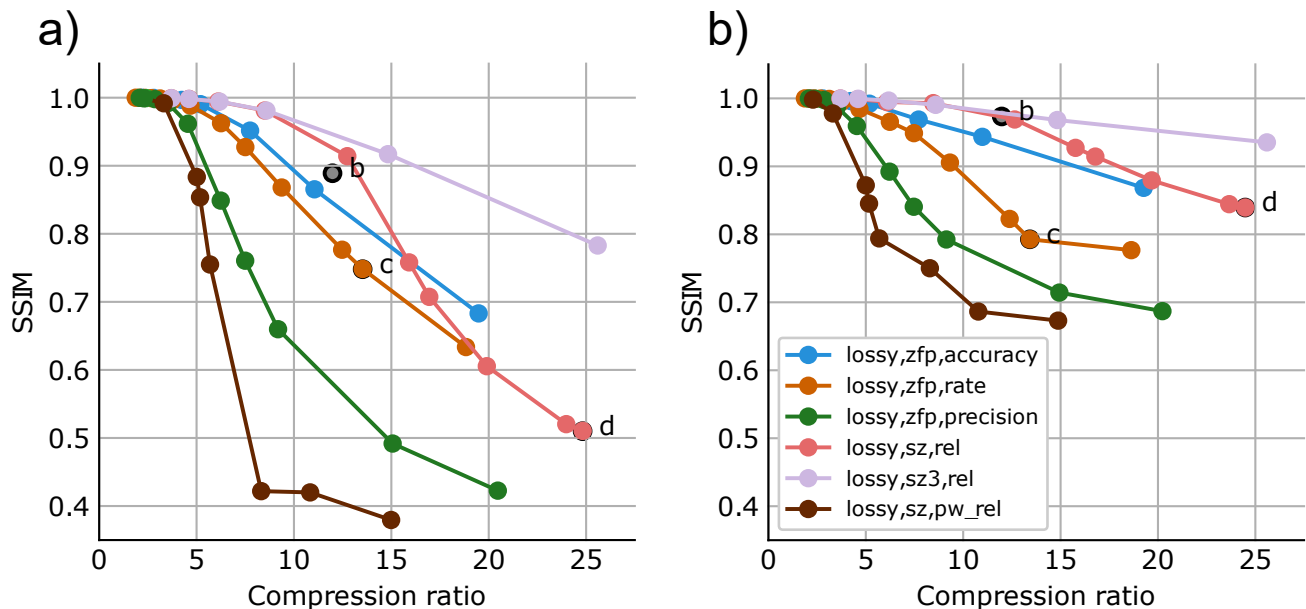 a)
1.0
0.9
0.8
0.7
0.6
0.5
0.4
SSIM
b
c
d
0 5 10 15 20 25
Compression ratio
b)
1.0
0.9
0.8
0.7
0.6
0.5
0.4
SSIM
b
c
d
lossy,zfp,accuracy
lossy,zfp,rate
lossy,zfp,precision
lossy,sz,rel
lossy,sz3,rel
lossy,sz,pw_rel
0 5 10 15 20 25
Compression ratio